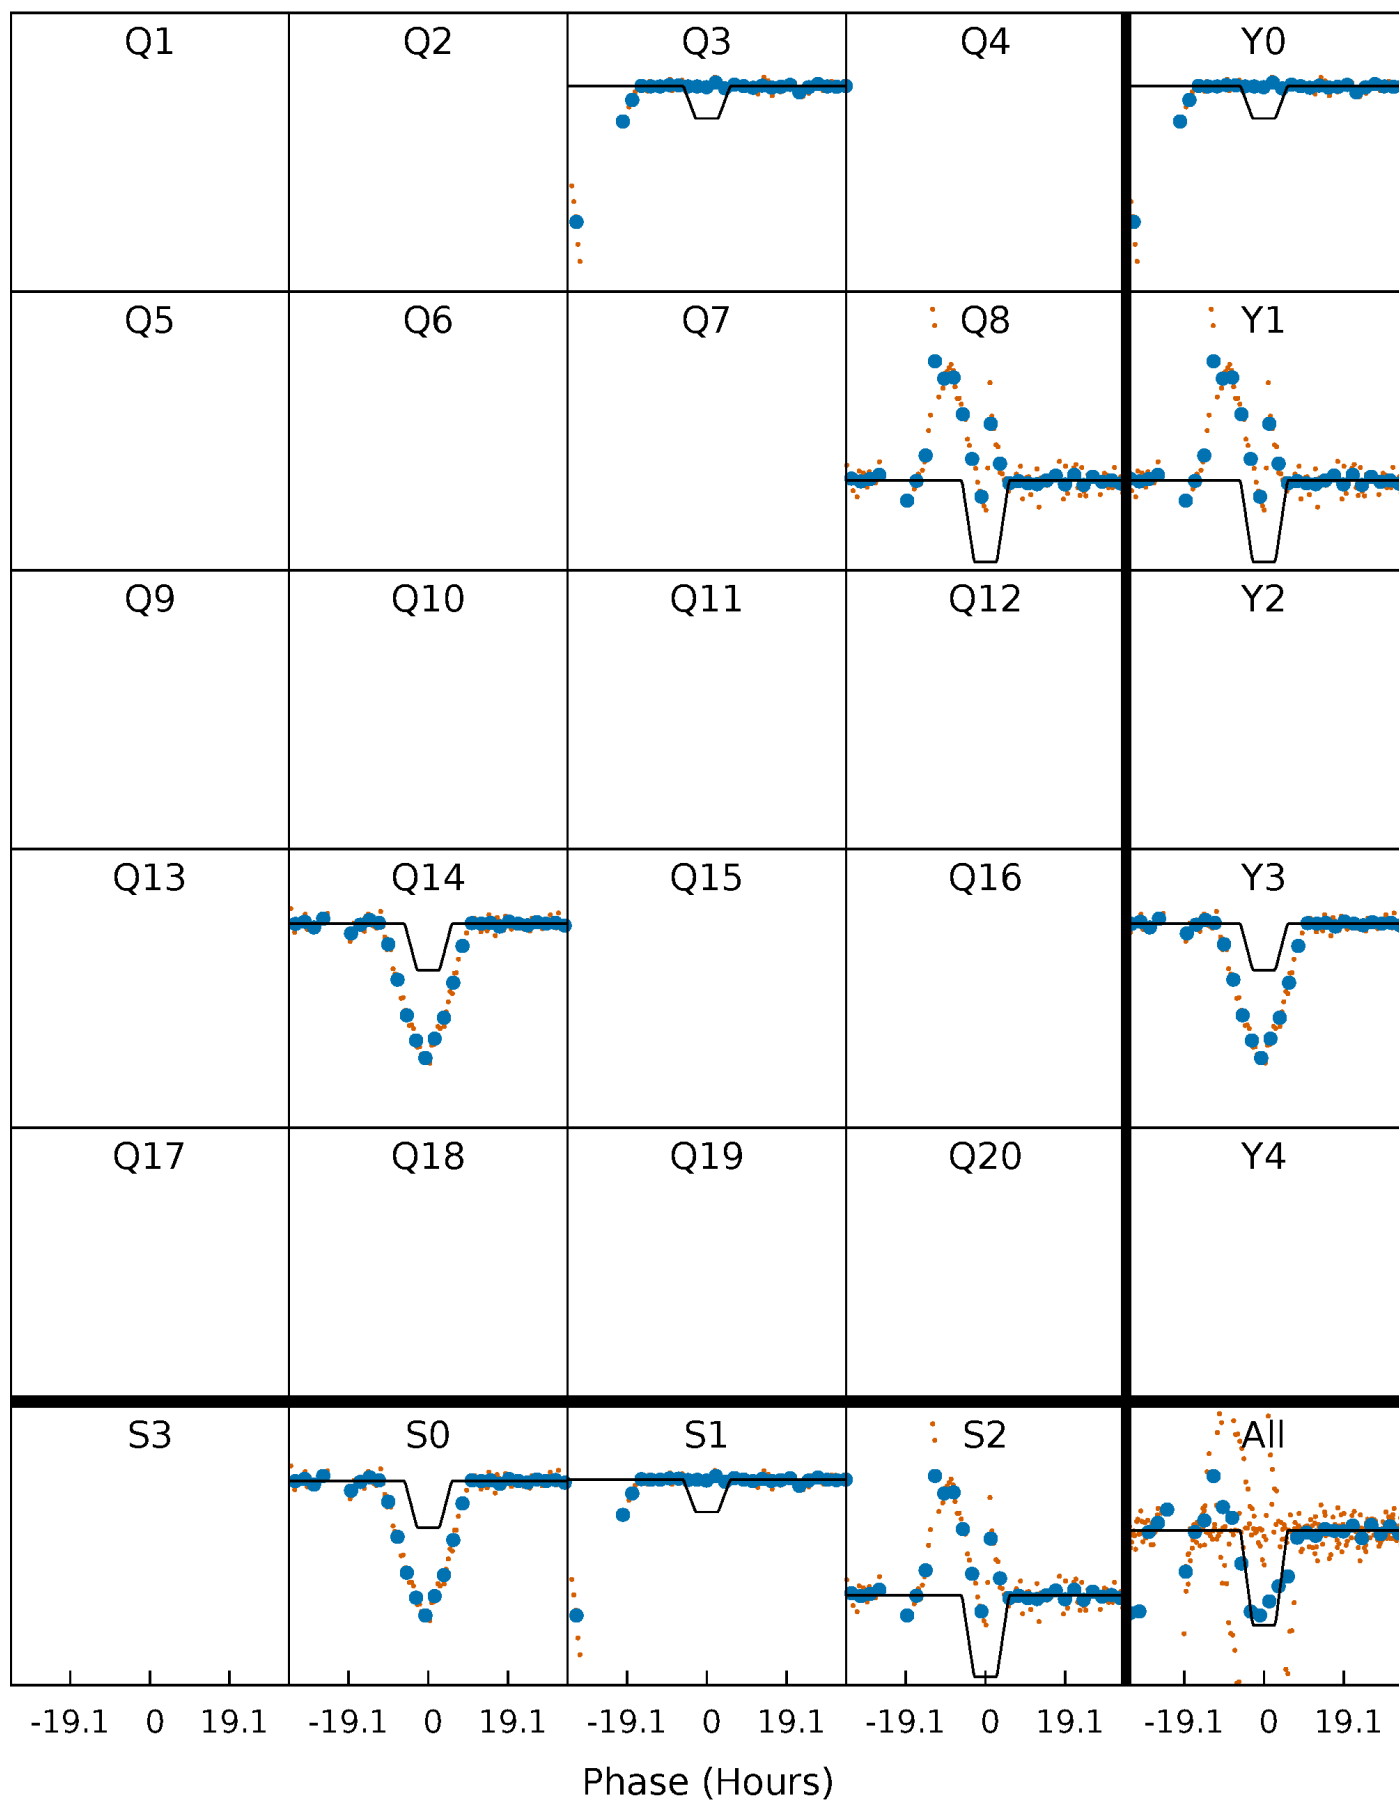 Q1 Q2 Q3 Q4 Y0
Q5 Q6 Q7 Q8 Y1
Q9 Q10 Q11 Q12 Y2
Q13 Q14 Q15 Q16 Y3
Q17 Q18 Q19 Q20 Y4
S3 S0 S1 S2 All
-19.1 0 19.1 -19.1 0 19.1 -19.1 0 19.1 -19.1 0 19.1 -19.1 0 19.1
Phase (Hours)